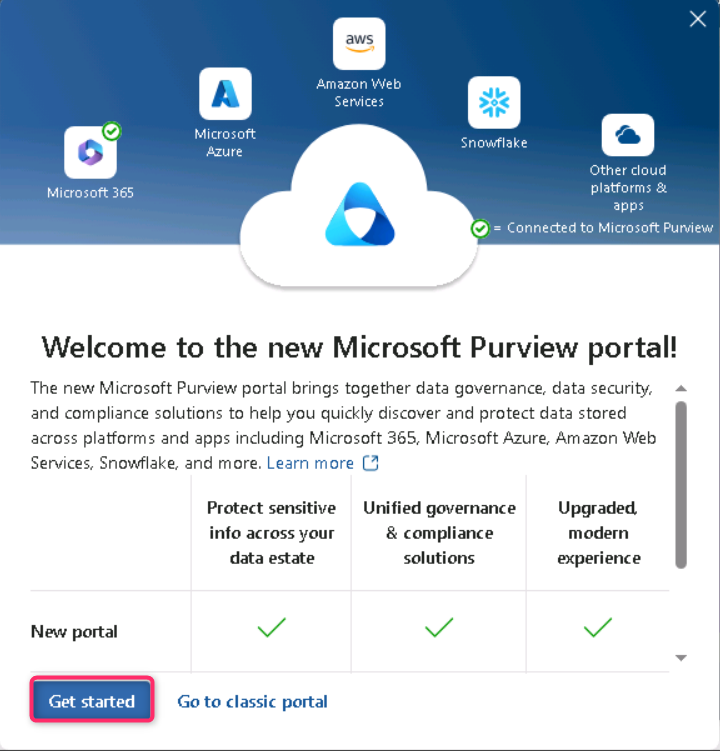 aws
Amazon Web
Services
Microsoft
Azure
Snowflake
Microsoft 365
Other cloud
platforms &
apps
= Connected to Microsoft Purview
Welcome to the new Microsoft Purview portal!
The new Microsoft Purview portal brings together data governance, data security,
and compliance solutions to help you quickly discover and protect data stored
across platforms and apps including Microsoft 365, Microsoft Azure, Amazon Web
Services, Snowflake, and more. Learn more
Protect sensitive
info across your
data estate
Unified governance
& compliance
solutions
Upgraded,
modern
experience
New portal
Get started
Go to classic portal